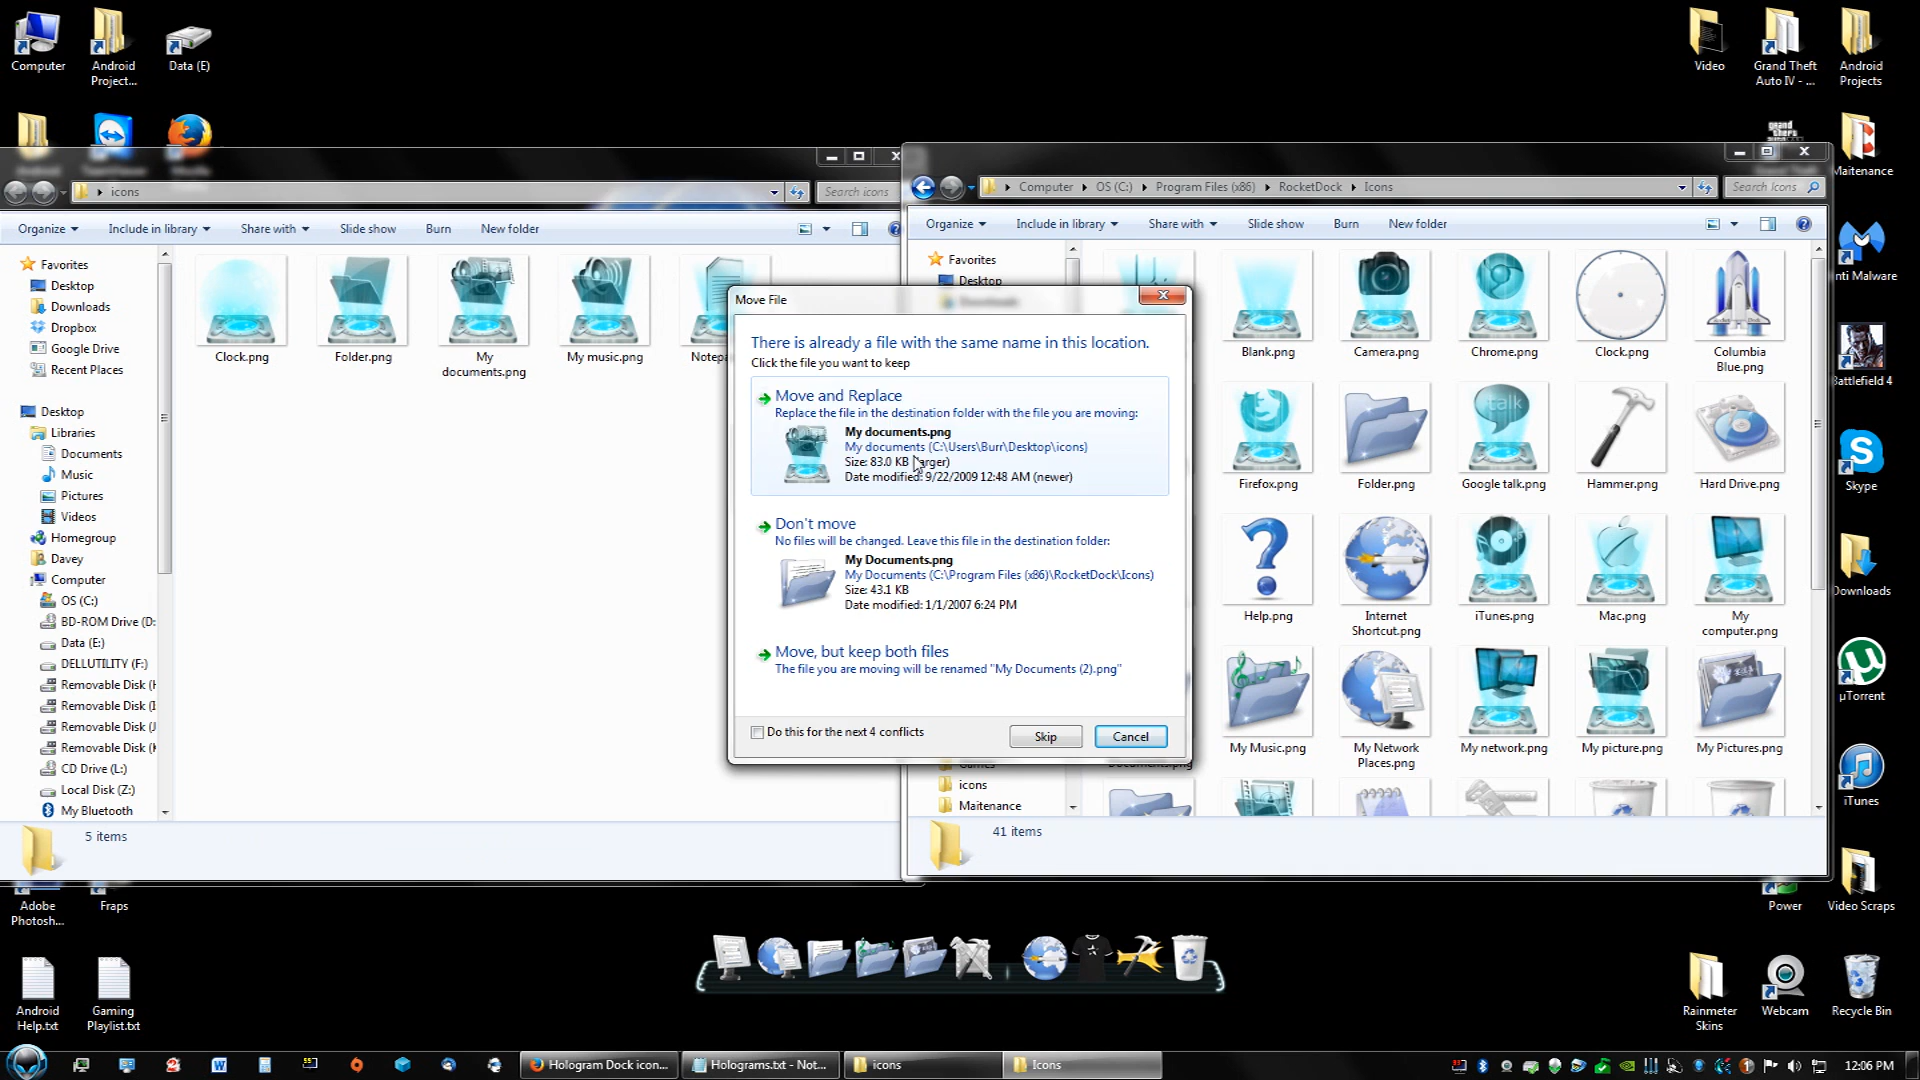 Computer
Android Project...
Data (E)
Video
Grand Theft Auto IV - ...
Android Projects
Maitenance
icons
Search icons
Organize
Include in library
Share with
Slide show
Burn
New folder
Favorites
Desktop
Downloads
Dropbox
Google Drive
Recent Places
Desktop
Libraries
Documents
Music
Pictures
Videos
Homegroup
Davey
Computer
OS (C:)
BD-ROM Drive (D:
Data (E:)
DELLUTILITY (F:)
Removable Disk (H
Removable Disk (I
Removable Disk (J
Removable Disk (K
CD Drive (L:)
Local Disk (Z:)
My Bluetooth
Clock.png
Folder.png
My documents.png
My music.png
Notepa
5 items
Computer
OS (C:)
Program Files (x86)
RocketDock
Icons
Search Icons
Organize
Include in library
Share with
Slide show
Burn
New folder
Favorites
Desktop
Downloads
icons
Maitenance
Blank.png
Camera.png
Chrome.png
Clock.png
Columbia Blue.png
Firefox.png
Folder.png
Google talk.png
Hammer.png
Hard Drive.png
Help.png
Internet Shortcut.png
iTunes.png
Mac.png
My computer.png
My Music.png
My Network Places.png
My network.png
My picture.png
My Pictures.png
41 items
Move File
There is already a file with the same name in this location.
Click the file you want to keep
Move and Replace
Replace the file in the destination folder with the file you are moving:
My documents.png
My documents (C:\Users\Burr\Desktop\icons)
Size: 83.0 KB (larger)
Date modified: 9/22/2009 12:48 AM (newer)
Don't move
No files will be changed. Leave this file in the destination folder:
My Documents.png
My Documents (C:\Program Files (x86)\RocketDock\Icons)
Size: 43.1 KB
Date modified: 1/1/2007 6:24 PM
Move, but keep both files
The file you are moving will be renamed "My Documents (2).png"
Do this for the next 4 conflicts
Skip
Cancel
nti Malware
Battlefield 4
Skype
Downloads
µTorrent
iTunes
Power
Video Scraps
Adobe Photosh...
Fraps
Android Help.txt
Gaming Playlist.txt
Rainmeter Skins
Webcam
Recycle Bin
Hologram Dock icon...
Holograms.txt - Not...
icons
Icons
12:06 PM